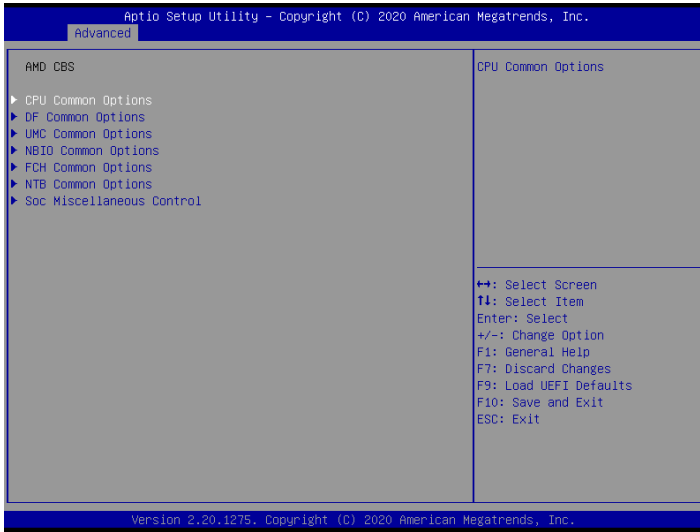 Aptio Setup Utility – Copyright (C) 2020 American Megatrends, Inc.
Advanced
AMD CBS
CPU Common Options
DF Common Options
UMC Common Options
NBIO Common Options
FCH Common Options
NTB Common Options
Soc Miscellaneous Control
CPU Common Options
↔: Select Screen
↑↓: Select Item
Enter: Select
+/-: Change Option
F1: General Help
F7: Discard Changes
F9: Load UEFI Defaults
F10: Save and Exit
ESC: Exit
Version 2.20.1275. Copyright (C) 2020 American Megatrends, Inc.